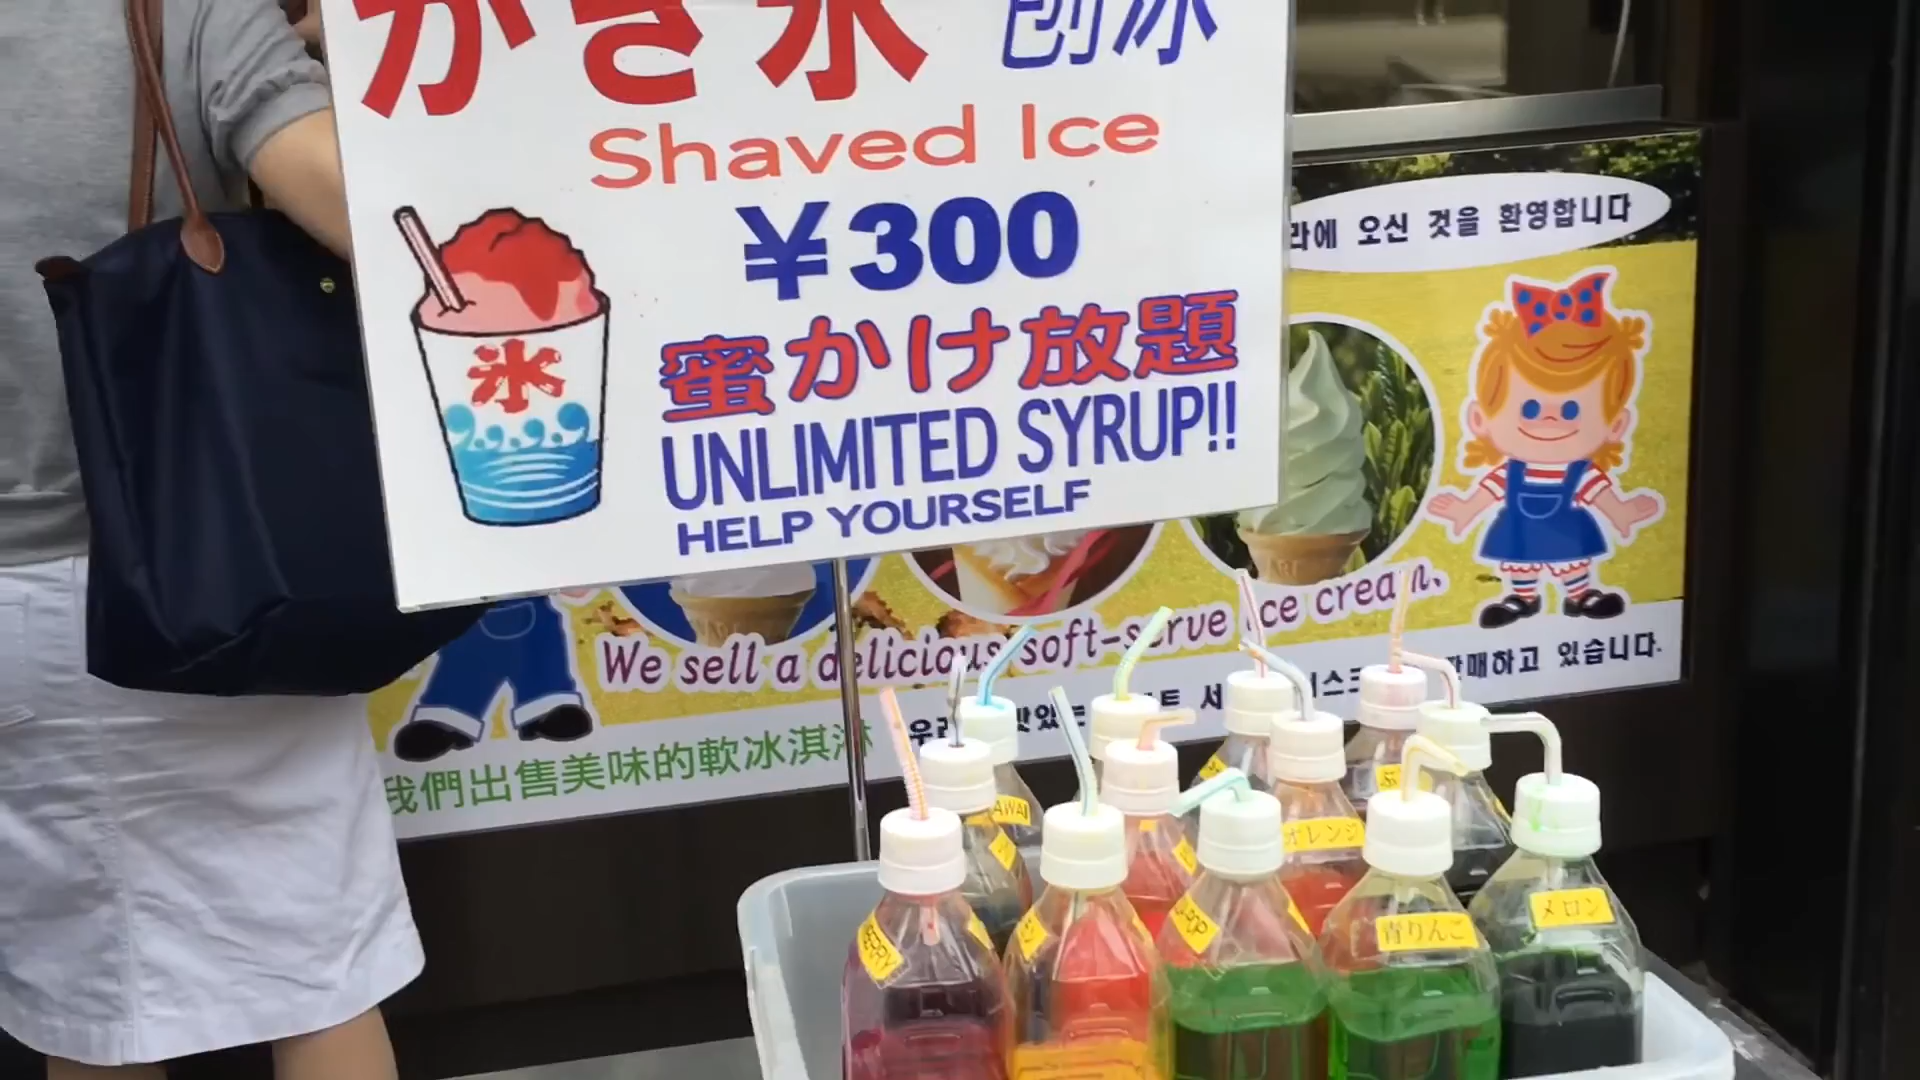 かき氷 刨冰
Shaved Ice
¥300
氷
蜜かけ放題
UNLIMITED SYRUP!!
HELP YOURSELF
라에 오신 것을 환영합니다
We sell a delicious soft-serve ice cream.
판매하고 있습니다.
我們出售美味的軟冰淇淋
オレンジ
青りんご
メロン